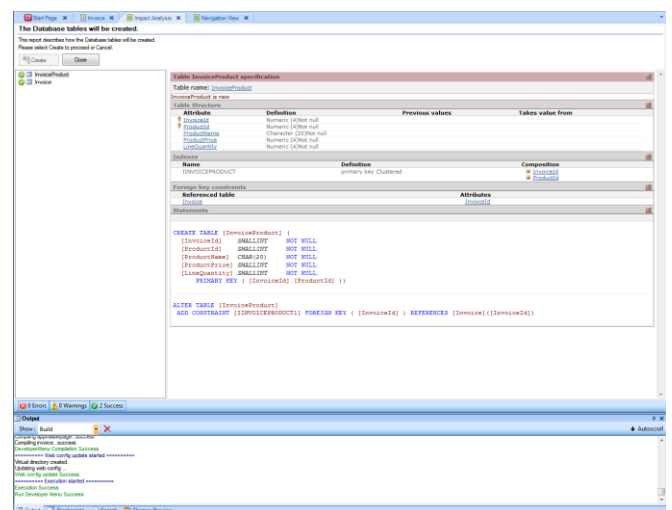 Start Page Invoice Impact Analysis Navigation View
The Database tables will be created.
This report describes how the Database tables will be created.
Please select Create to proceed or Cancel.
Create Close
InvoiceProduct
Invoice
Table InvoiceProduct specification
Table name: InvoiceProduct
InvoiceProduct is new
Table Structure
Attribute Definition Previous values Takes value from
InvoiceId Numeric (4)Not null
ProductId Numeric (4)Not null
ProductName Character (20)Not null
ProductPrice Numeric (4)Not null
LineQuantity Numeric (4)Not null
Indexes
Name Definition Composition
IINVOICEPRODUCT primary key Clustered InvoiceId
ProductId
Foreign key constraints
Referenced table Attributes
Invoice InvoiceId
Statements
CREATE TABLE [InvoiceProduct] (
[InvoiceId] SMALLINT NOT NULL,
[ProductId] SMALLINT NOT NULL,
[ProductName] CHAR(20) NOT NULL,
[ProductPrice] SMALLINT NOT NULL,
[LineQuantity] SMALLINT NOT NULL,
PRIMARY KEY ( [InvoiceId],[ProductId] ))
ALTER TABLE [InvoiceProduct]
ADD CONSTRAINT [IINVOICEPRODUCT1] FOREIGN KEY ( [InvoiceId] ) REFERENCES [Invoice]([InvoiceId])
0 Errors 0 Warnings 2 Success
Output
Show: Build Autoscroll
Compiling invoice...success
DeveloperMenu Compilation Success
========== Web config update started ==========
Virtual directory created.
Updating web config ...
Web config update Success
========== Execution started ==========
Execution Success
Run Developer Menu Success